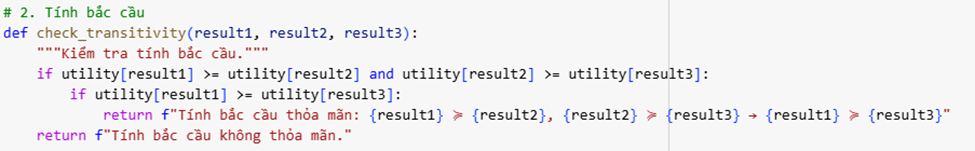 # 2. Tính bắc cầu
def check_transitivity(result1, result2, result3):
    """Kiểm tra tính bắc cầu."""
    if utility[result1] >= utility[result2] and utility[result2] >= utility[result3]:
        if utility[result1] >= utility[result3]:
            return f"Tính bắc cầu thỏa mãn: {result1} ≽ {result2}, {result2} ≽ {result3} → {result1} ≽ {result3}"
    return f"Tính bắc cầu không thỏa mãn."